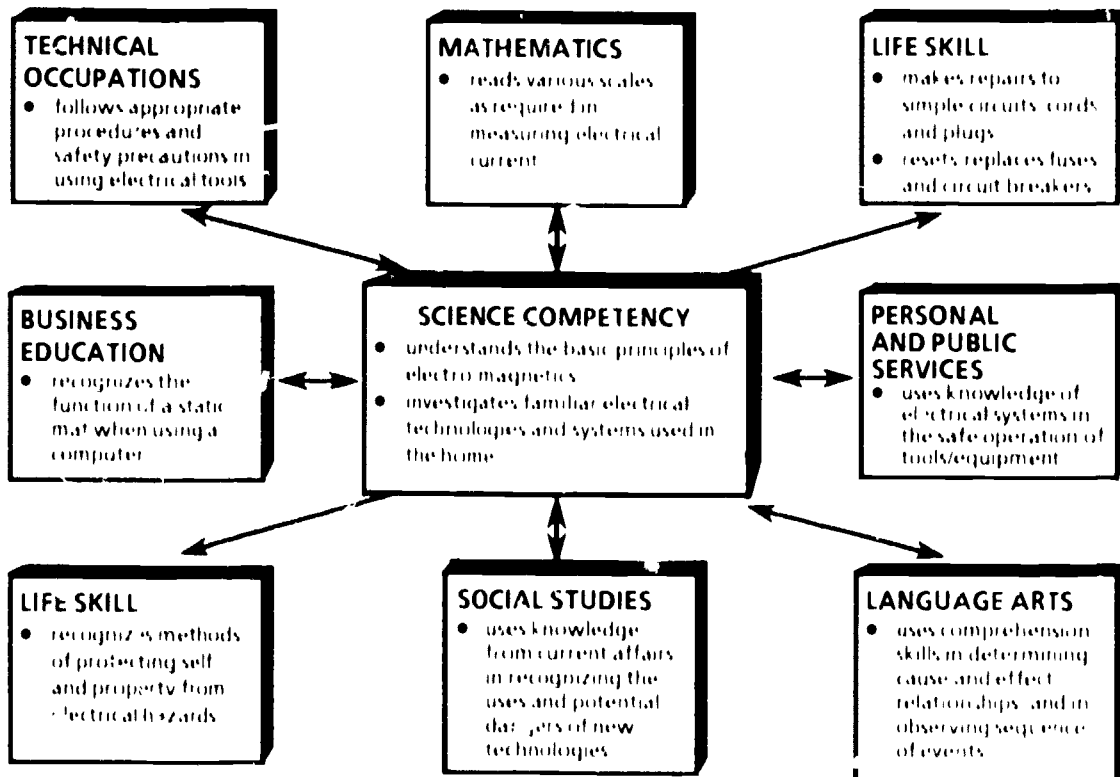 TECHNICAL
OCCUPATIONS
● follows appropriate
procedures and
safety precautions in
using electrical tools
MATHEMATICS
● reads various scales
as required in
measuring electrical
current
LIFE SKILL
● makes repairs to
simple circuits cords
and plugs
● resets replaces fuses
and circuit breakers
BUSINESS
EDUCATION
● recognizes the
function of a static
mat when using a
computer
SCIENCE COMPETENCY
● understands the basic principles of
electro magnetics
● investigates familiar electrical
technologies and systems used in
the home
PERSONAL
AND PUBLIC
SERVICES
● uses knowledge of
electrical systems in
the safe operation of
tools/equipment
LIFE SKILL
● recognizes methods
of protecting self
and property from
electrical hazards
SOCIAL STUDIES
● uses knowledge
from current affairs
in recognizing the
uses and potential
dangers of new
technologies
LANGUAGE ARTS
● uses comprehension
skills in determining
cause and effect
relationships and in
observing sequence
of events